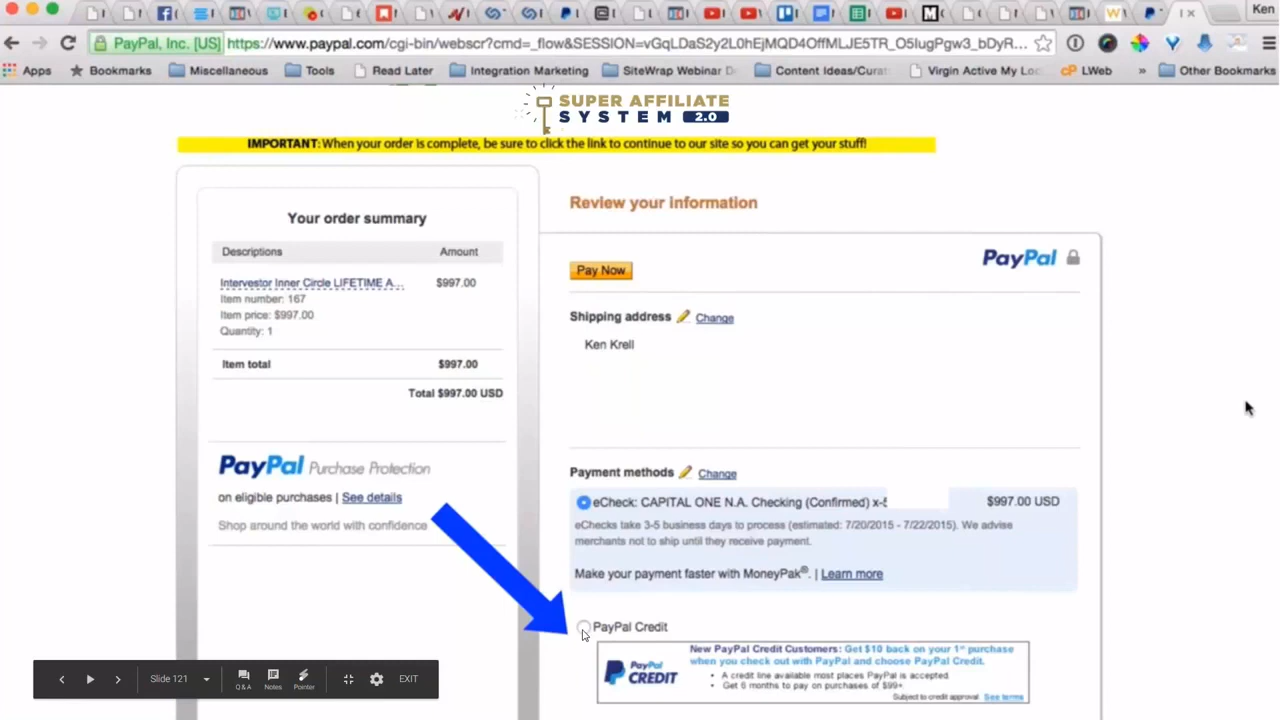 Ken
PayPal, Inc. [US] https://www.paypal.com/cgi-bin/webscr?cmd=_flow&SESSION=vGqLDaS2y2L0hEjMQD4OffMLJE5TR_O5IugPgw3_bDyR...
Apps Bookmarks Miscellaneous Tools Read Later Integration Marketing SiteWrap Webinar De Content Ideas/Curat Virgin Active My Loc LWeb » Other Bookmarks
SUPER AFFILIATE
SYSTEM 2.0
IMPORTANT: When your order is complete, be sure to click the link to continue to our site so you can get your stuff!
Your order summary
Descriptions Amount
Intervestor Inner Circle LIFETIME A... $997.00
Item number: 167
Item price: $997.00
Quantity: 1
Item total $997.00
Total $997.00 USD
PayPal Purchase Protection
on eligible purchases | See details
Shop around the world with confidence
Review your information
PayPal
Pay Now
Shipping address Change
Ken Krell
Payment methods Change
eCheck: CAPITAL ONE N.A. Checking (Confirmed) x-5 $997.00 USD
eChecks take 3-5 business days to process (estimated: 7/20/2015 - 7/22/2015). We advise
merchants not to ship until they receive payment.
Make your payment faster with MoneyPak®. | Learn more
PayPal Credit
PayPal
CREDIT
New PayPal Credit Customers: Get $10 back on your 1st purchase
when you check out with PayPal and choose PayPal Credit.
• A credit line available most places PayPal is accepted.
• Get 6 months to pay on purchases of $99+.
Subject to credit approval See terms
Slide 121 Q & A Notes Pointer EXIT